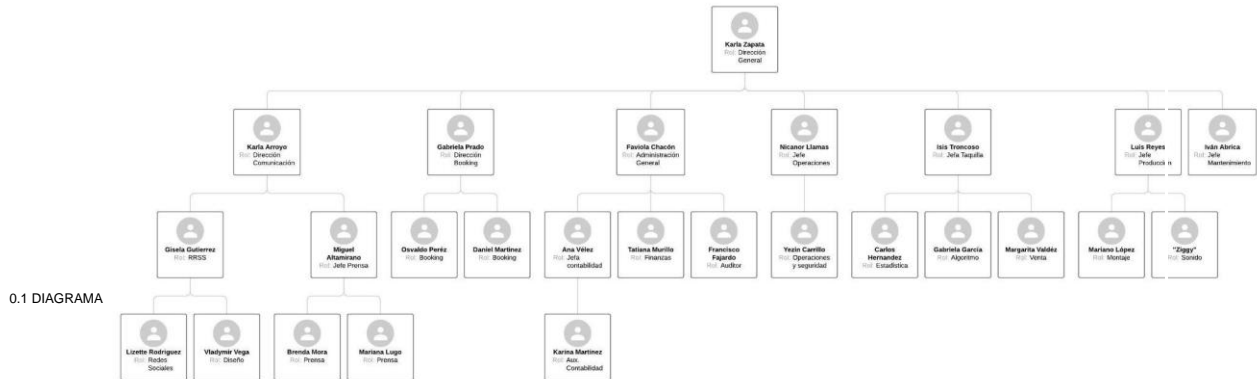 Karla Zapata
Rol: Dirección
General
Karla Arroyo
Rol: Dirección
Comunicación
Gabriela Prado
Rol: Dirección
Booking
Faviola Chacón
Rol: Administración
General
Nicanor Llamas
Rol: Jefe
Operaciones
Isis Troncoso
Rol: Jefa Taquilla
Luis Reyes
Rol: Jefe
Producción
Iván Abrica
Rol: Jefe
Mantenimiento
Gisela Gutierrez
Rol: RRSS
Miguel
Altamirano
Rol: Jefe Prensa
Osvaldo Peréz
Rol: Booking
Daniel Martinez
Rol: Booking
Ana Vélez
Rol: Jefa
contabilidad
Tatiana Murillo
Rol: Finanzas
Francisco
Fajardo
Rol: Auditor
Yezin Carrillo
Rol: Operaciones
y seguridad
Carlos
Hernandez
Rol: Estadística
Gabriela García
Rol: Algoritmo
Margarita Valdéz
Rol: Venta
Mariano López
Rol: Montaje
"Ziggy"
Rol: Sonido
0.1 DIAGRAMA
Lizette Rodriguez
Rol: Redes
Sociales
Vladymir Vega
Rol: Diseño
Brenda Mora
Rol: Prensa
Mariana Lugo
Rol: Prensa
Karina Martinez
Rol: Aux.
Contabilidad